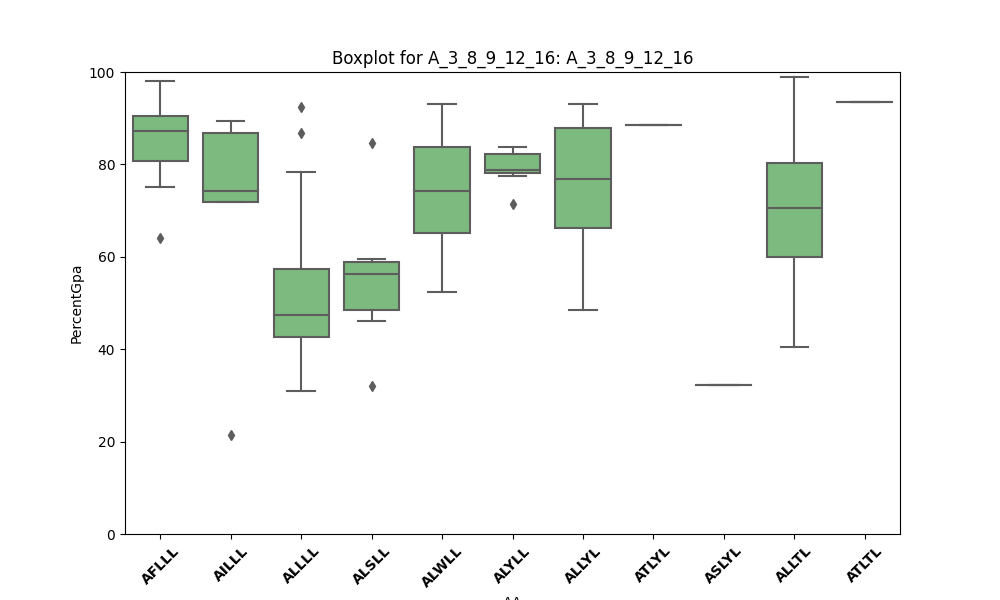 Boxplot for A_3_8_9_12_16: A_3_8_9_12_16
PercentGpa
100
80
60
40
20
0
AFLLL AILLL ALLLL ALSLL ALWLL ALYLL ALLYL ATLYL ASLYL ALLTL ATLTL